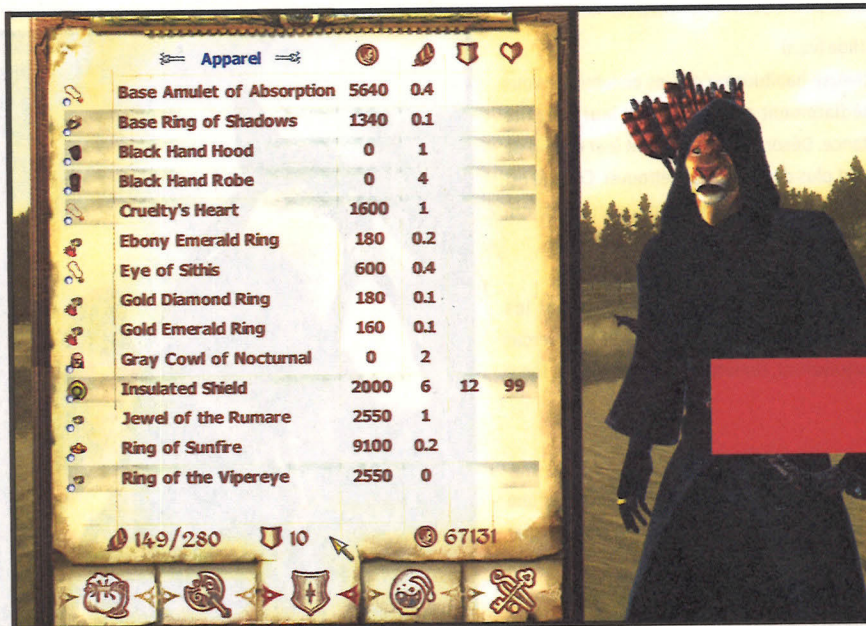 Apparel
Base Amulet of Absorption 5640 0.4
Base Ring of Shadows 1340 0.1
Black Hand Hood 0 1
Black Hand Robe 0 4
Cruelty's Heart 1600 1
Ebony Emerald Ring 180 0.2
Eye of Sithis 600 0.4
Gold Diamond Ring 180 0.1
Gold Emerald Ring 160 0.1
Gray Cowl of Nocturnal 0 2
Insulated Shield 2000 6 12 99
Jewel of the Rumare 2550 1
Ring of Sunfire 9100 0.2
Ring of the Vipereye 2550 0
149/280 10 67131